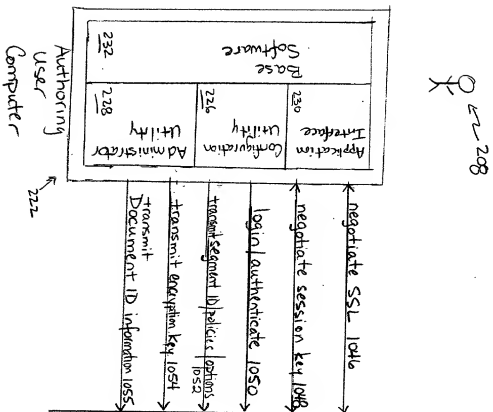 208
Authoring
User
Computer
222
232
Base
Software
228
Administrator
Utility
226
Configuration
Utility
230
Application
Interface
negotiate SSL 1046
negotiate session key 1048
login/authenticate 1050
transmit segment ID/policies/options
1052
transmit encryption key 1054
transmit
Document ID information 1055